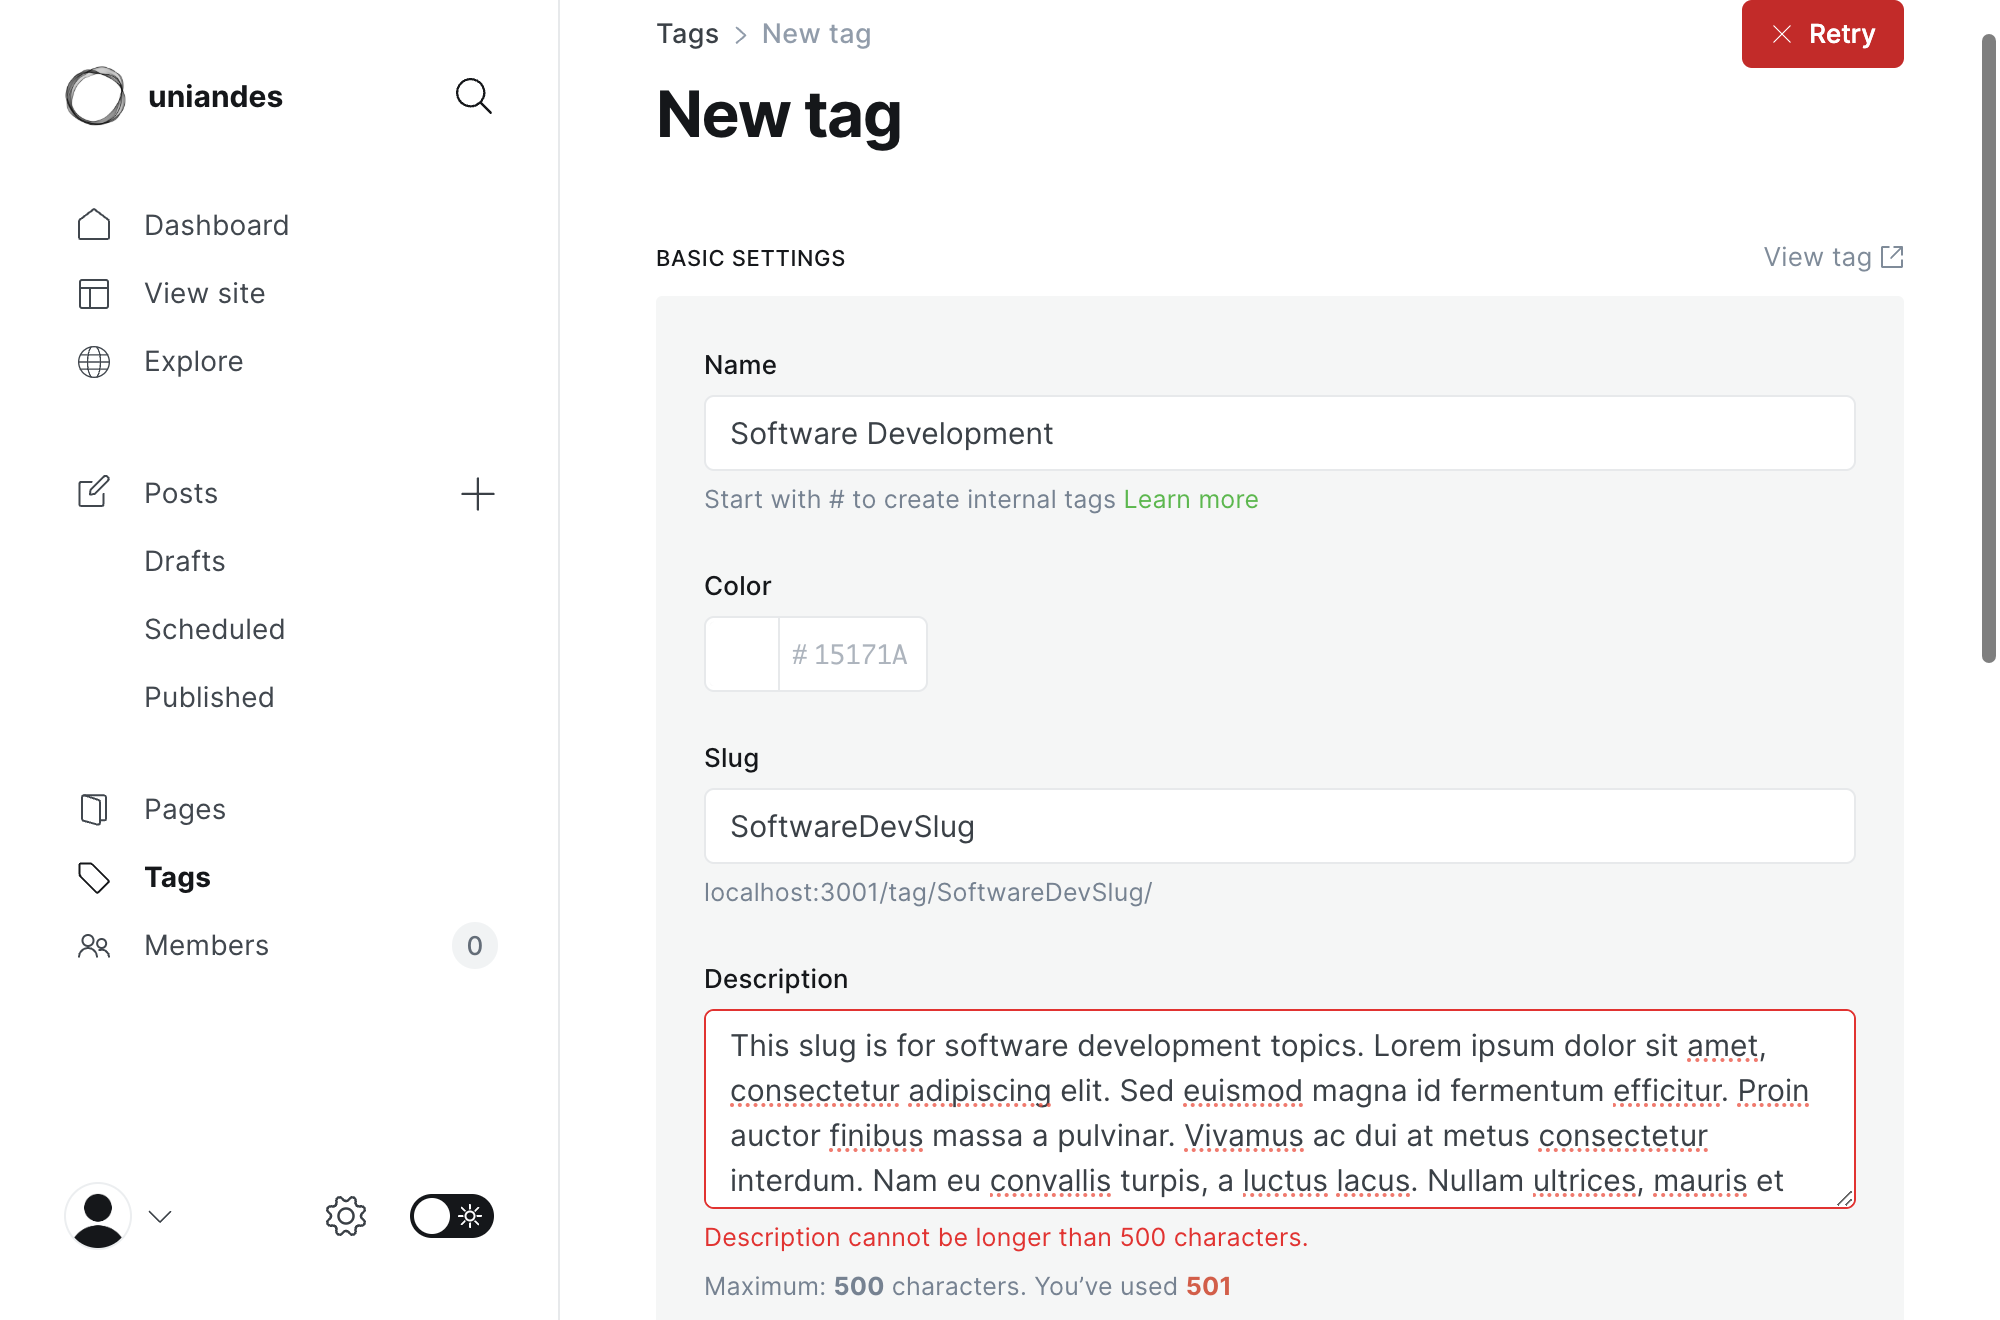 uniandes
Dashboard
View site
Explore
Posts
Drafts
Scheduled
Published
Pages
Tags
Members
0
Tags > New tag
Retry
New tag
BASIC SETTINGS
View tag
Name
Software Development
Start with # to create internal tags Learn more
Color
# 15171A
Slug
SoftwareDevSlug
localhost:3001/tag/SoftwareDevSlug/
Description
This slug is for software development topics. Lorem ipsum dolor sit amet,
consectetur adipiscing elit. Sed euismod magna id fermentum efficitur. Proin
auctor finibus massa a pulvinar. Vivamus ac dui at metus consectetur
interdum. Nam eu convallis turpis, a luctus lacus. Nullam ultrices, mauris et
Description cannot be longer than 500 characters.
Maximum: 500 characters. You’ve used 501